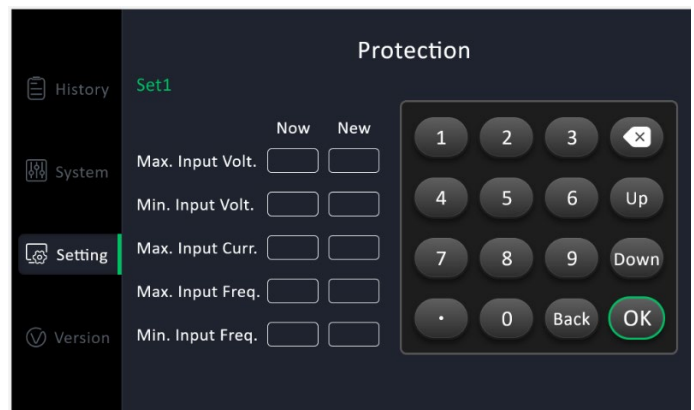 Protection
History
System
Setting
Version
Set1
Now New
Max. Input Volt.
Min. Input Volt.
Max. Input Curr.
Max. Input Freq.
Min. Input Freq.
1 2 3
4 5 6 Up
7 8 9 Down
. 0 Back OK